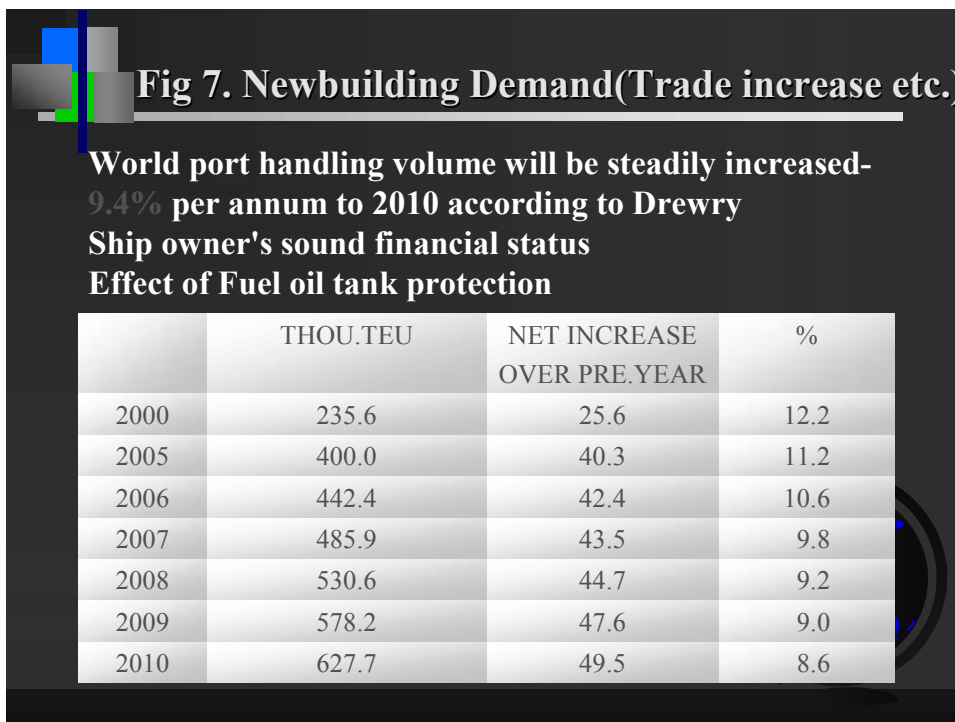 Fig 7. Newbuilding Demand(Trade increase etc.)
World port handling volume will be steadily increased-
9.4% per annum to 2010 according to Drewry
Ship owner's sound financial status
Effect of Fuel oil tank protection
THOU.TEU NET INCREASE %
OVER PRE.YEAR
2000 235.6 25.6 12.2
2005 400.0 40.3 11.2
2006 442.4 42.4 10.6
2007 485.9 43.5 9.8
2008 530.6 44.7 9.2
2009 578.2 47.6 9.0
2010 627.7 49.5 8.6